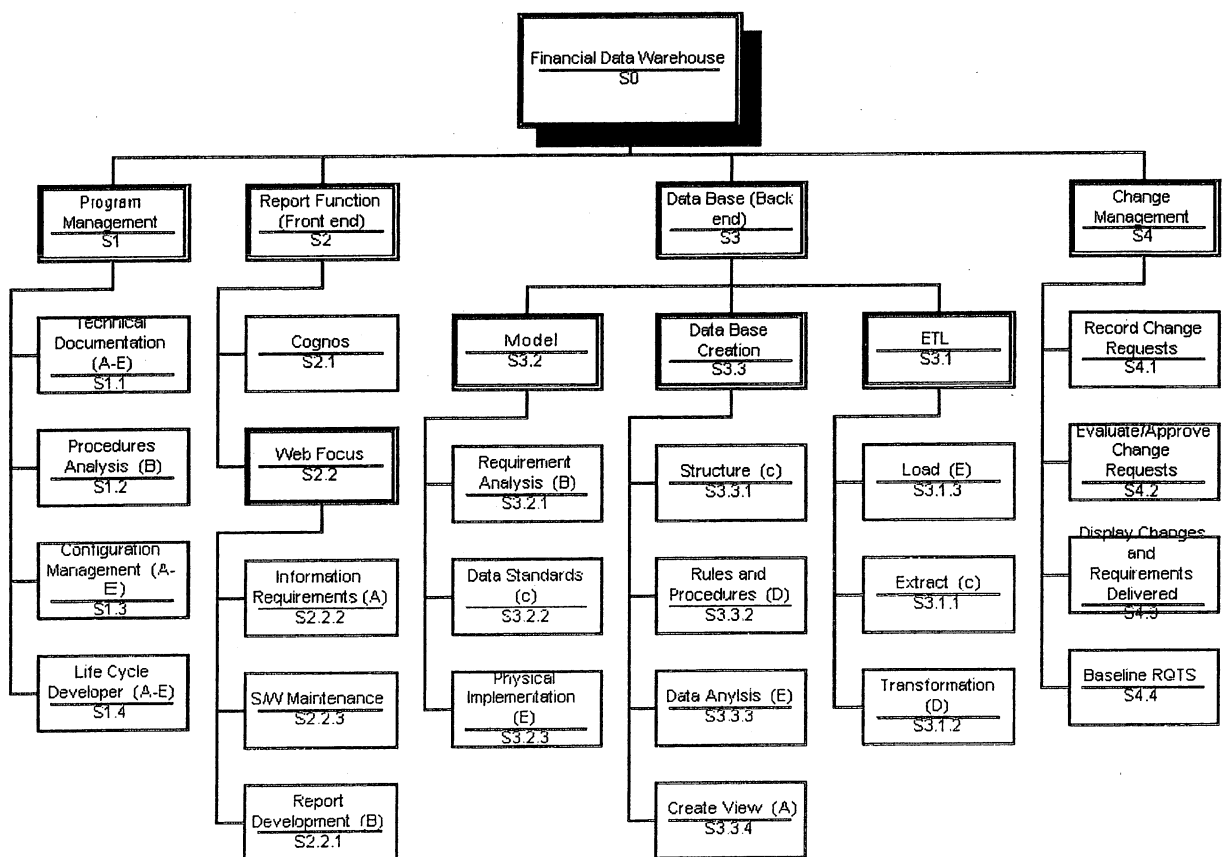 Financial Data Warehouse
S0
Program
Management
S1
Report Function
(Front end)
S2
Data Base (Back
end)
S3
Change
Management
S4
Technical
Documentation
(A-E)
S1.1
Procedures
Analysis (B)
S1.2
Configuration
Management (A-
E)
S1.3
Life Cycle
Developer (A-E)
S1.4
Cognos
S2.1
Web Focus
S2.2
Information
Requirements (A)
S2.2.2
S/W Maintenance
S2.2.3
Report
Development (B)
S2.2.1
Model
S3.2
Requirement
Analysis (B)
S3.2.1
Data Standards
(c)
S3.2.2
Physical
Implementation
(E)
S3.2.3
Data Base
Creation
S3.3
Structure (c)
S3.3.1
Rules and
Procedures (D)
S3.3.2
Data Anylsis (E)
S3.3.3
Create View (A)
S3.3.4
ETL
S3.1
Load (E)
S3.1.3
Extract (c)
S3.1.1
Transformation
(D)
S3.1.2
Record Change
Requests
S4.1
Evaluate/Approve
Change
Requests
S4.2
Display Changes
and
Requirements
Delivered
S4.3
Baseline RQTS
S4.4